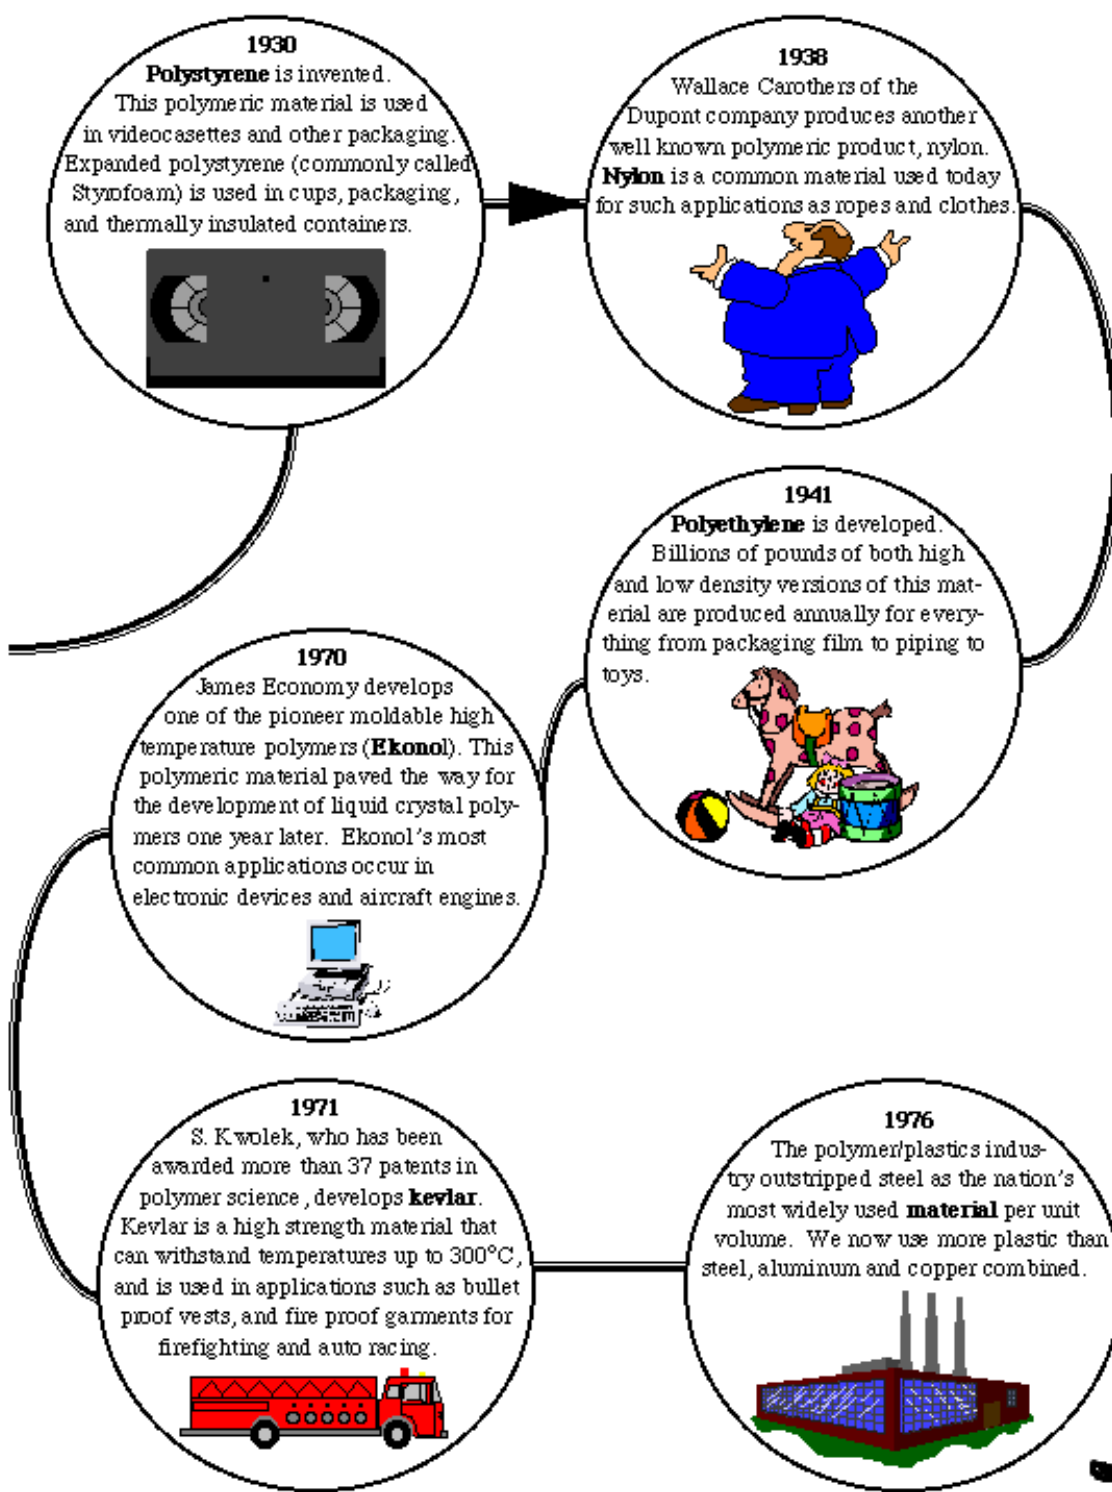 1930
Polystyrene is invented.
This polymeric material is used
in videocasettes and other packaging.
Expanded polystyrene (commonly called
Styrofoam) is used in cups, packaging,
and thermally insulated containers.
1938
Wallace Carothers of the
Dupont company produces another
well known polymeric product, nylon.
Nylon is a common material used today
for such applications as ropes and clothes.
1941
Polyethylene is developed.
Billions of pounds of both high
and low density versions of this mat-
erial are produced annually for every-
thing from packaging film to piping to
toys.
1970
James Economy develops
one of the pioneer moldable high
temperature polymers (Ekonol). This
polymeric material paved the way for
the development of liquid crystal poly-
mers one year later. Ekonol's most
common applications occur in
electronic devices and aircraft engines.
1971
S. Kwolek, who has been
awarded more than 37 patents in
polymer science, develops kevlar.
Kevlar is a high strength material that
can withstand temperatures up to 300°C,
and is used in applications such as bullet
proof vests, and fire proof garments for
firefighting and auto racing.
1976
The polymer/plastics indus-
try outstripped steel as the nation's
most widely used material per unit
volume. We now use more plastic than
steel, aluminum and copper combined.